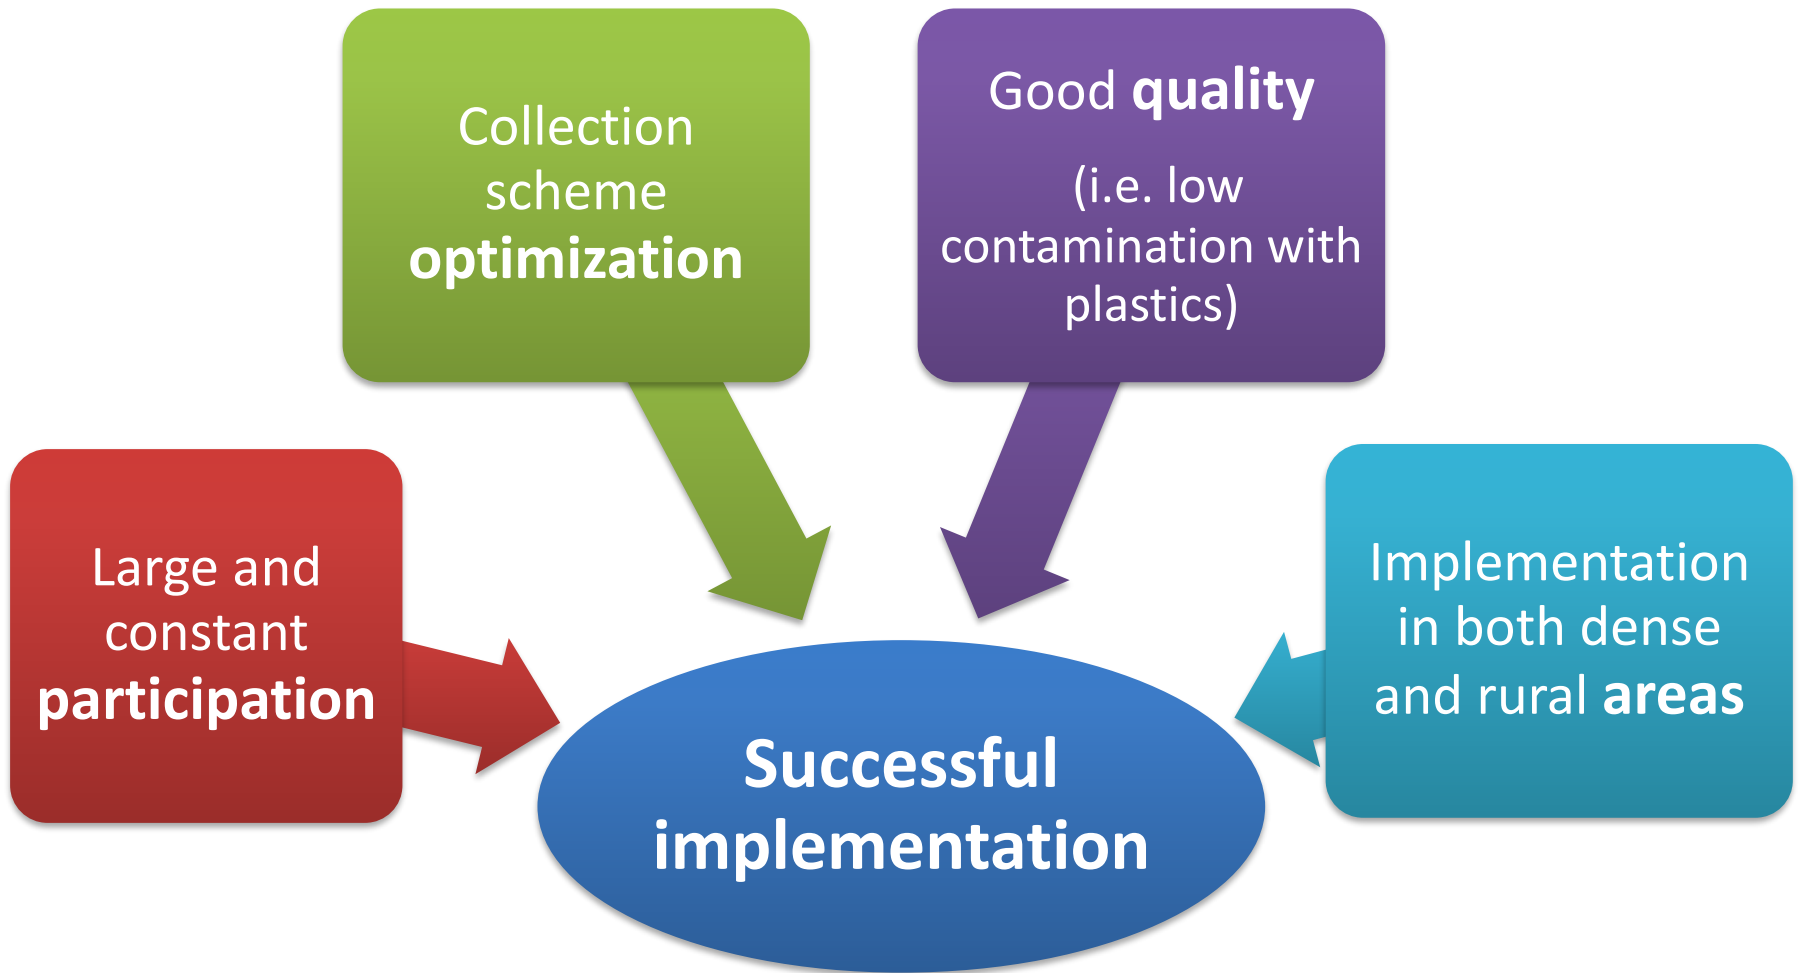 Collection
scheme
optimization
Good quality
(i.e. low
contamination with
plastics)
Large and
constant
participation
Implementation
in both dense
and rural areas
Successful
implementation